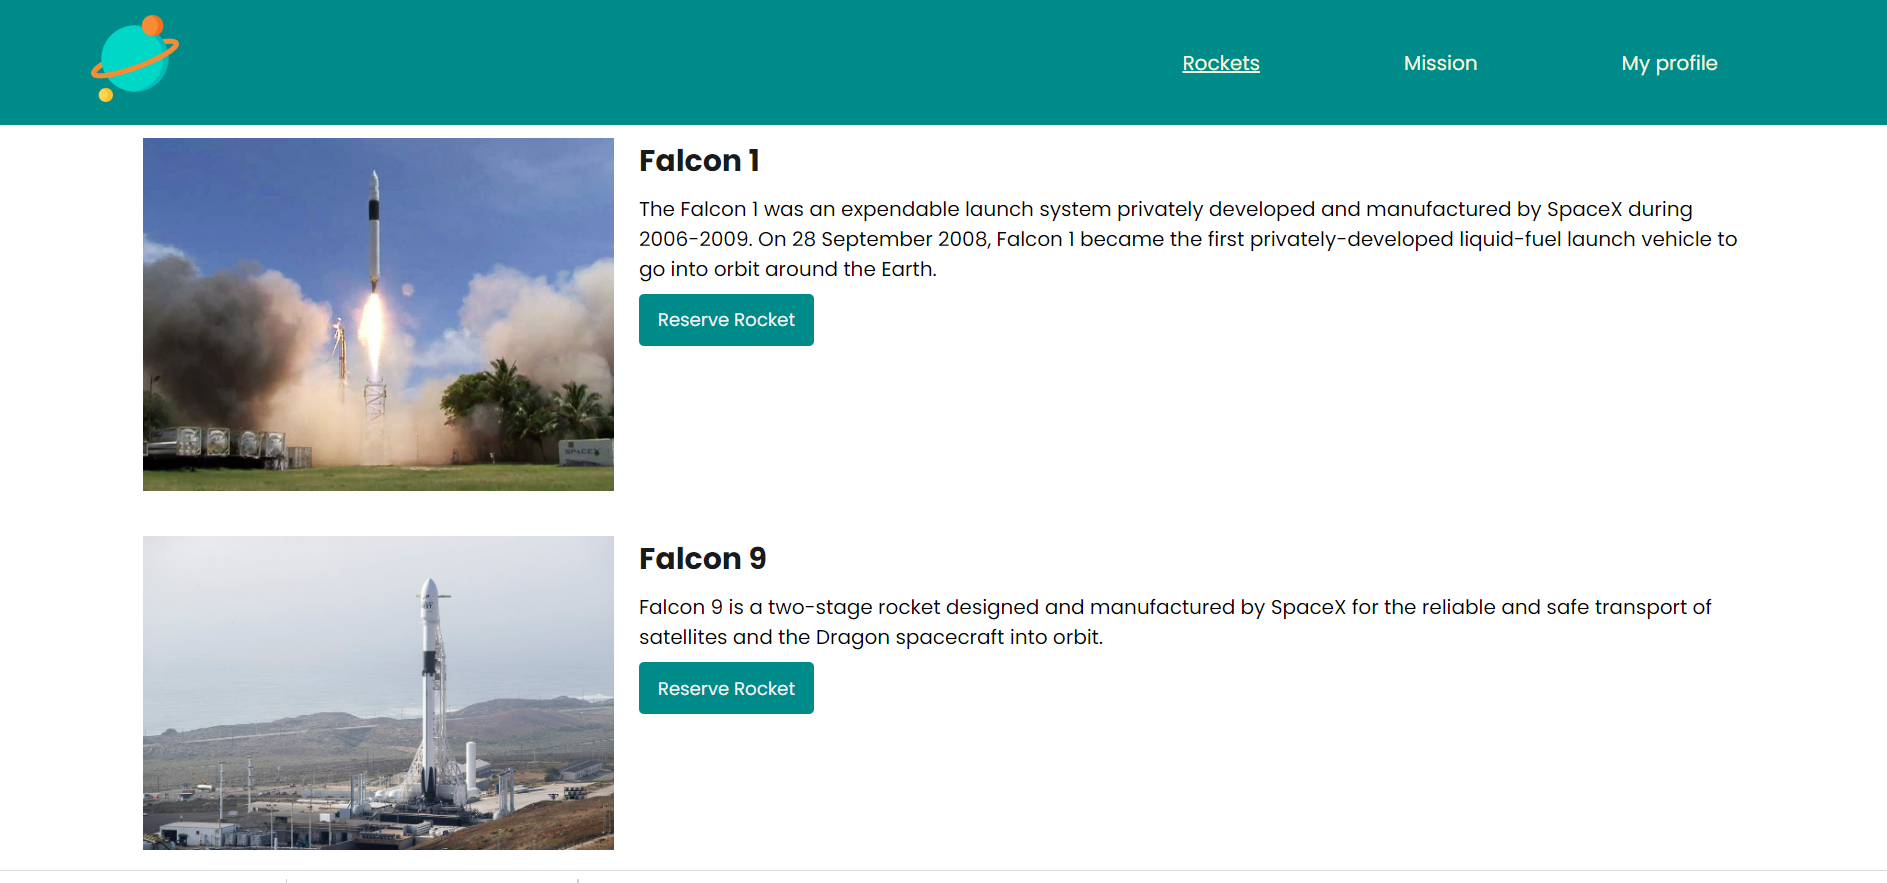 Rockets
Mission
My profile
Falcon 1
The Falcon 1 was an expendable launch system privately developed and manufactured by SpaceX during
2006-2009. On 28 September 2008, Falcon 1 became the first privately-developed liquid-fuel launch vehicle to
go into orbit around the Earth.
Reserve Rocket
SPACEX
Falcon 9
Falcon 9 is a two-stage rocket designed and manufactured by SpaceX for the reliable and safe transport of
satellites and the Dragon spacecraft into orbit.
Reserve Rocket